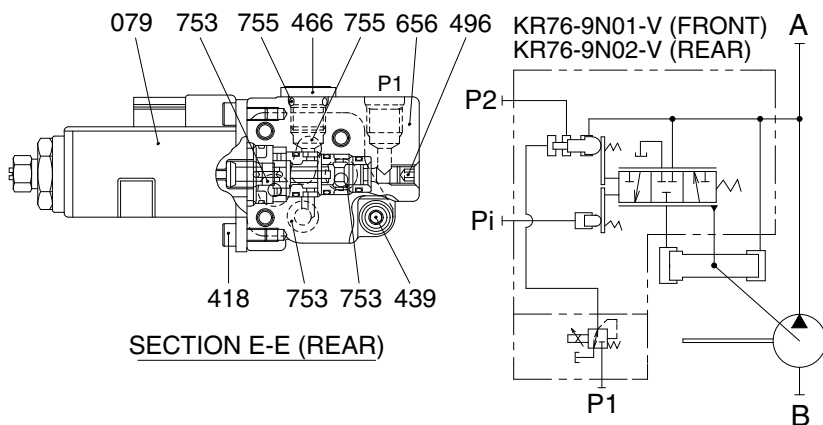 079 753 755 466 755 656 496
P1
418 753 753 439
SECTION E-E (REAR)
KR76-9N01-V (FRONT)
KR76-9N02-V (REAR)
A
P2
Pi
P1
B